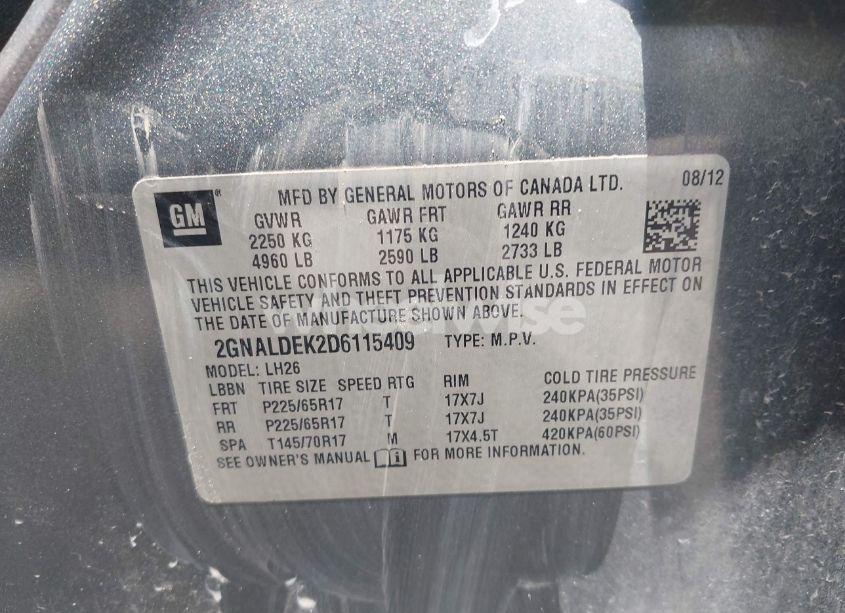 GM
MFD BY GENERAL MOTORS OF CANADA LTD. 08/12
GVWR GAWR FRT GAWR RR
2250 KG 1175 KG 1240 KG
4960 LB 2590 LB 2733 LB
THIS VEHICLE CONFORMS TO ALL APPLICABLE U.S. FEDERAL MOTOR
VEHICLE SAFETY AND THEFT PREVENTION STANDARDS IN EFFECT ON
THE DATE OF MANUFACTURE SHOWN ABOVE.
2GNALDEK2D6115409 TYPE: M.P.V.
MODEL: LH26
LBBN TIRE SIZE SPEED RTG RIM COLD TIRE PRESSURE
FRT P225/65R17 T 17X7J 240KPA(35PSI)
RR P225/65R17 T 17X7J 240KPA(35PSI)
SPA T145/70R17 M 17X4.5T 420KPA(60PSI)
SEE OWNER'S MANUAL FOR MORE INFORMATION.